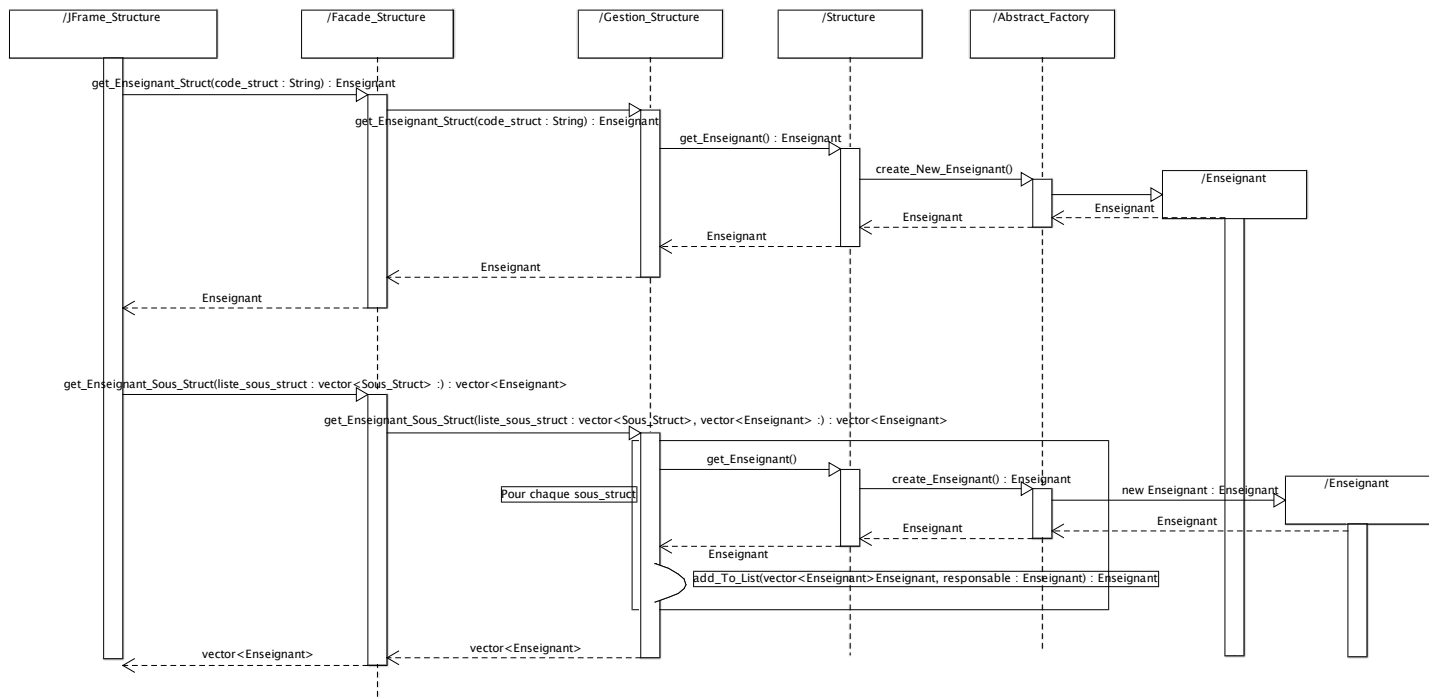 /JFrame_Structure
/Facade_Structure
/Gestion_Structure
/Structure
/Abstract_Factory
get_Enseignant_Struct(code_struct : String) : Enseignant
get_Enseignant_Struct(code_struct : String) : Enseignant
get_Enseignant() : Enseignant
create_New_Enseignant()
/Enseignant
Enseignant
Enseignant
Enseignant
Enseignant
Enseignant
get_Enseignant_Sous_Struct(liste_sous_struct : vector<Sous_Struct> :) : vector<Enseignant>
get_Enseignant_Sous_Struct(liste_sous_struct : vector<Sous_Struct>, vector<Enseignant> :) : vector<Enseignant>
get_Enseignant()
create_Enseignant() : Enseignant
/Enseignant
Pour chaque sous_struct
new Enseignant : Enseignant
Enseignant
Enseignant
Enseignant
add_To_List(vector<Enseignant>Enseignant, responsable : Enseignant) : Enseignant
vector<Enseignant>
vector<Enseignant>